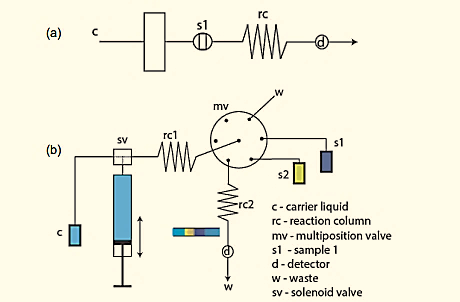 (a)
c
s1
rc
d
(b)
sv
rc1
mv
w
s1
s2
c
rc2
d
w
c - carrier liquid
rc - reaction column
mv - multiposition valve
s1 - sample 1
d - detector
w - waste
sv - solenoid valve